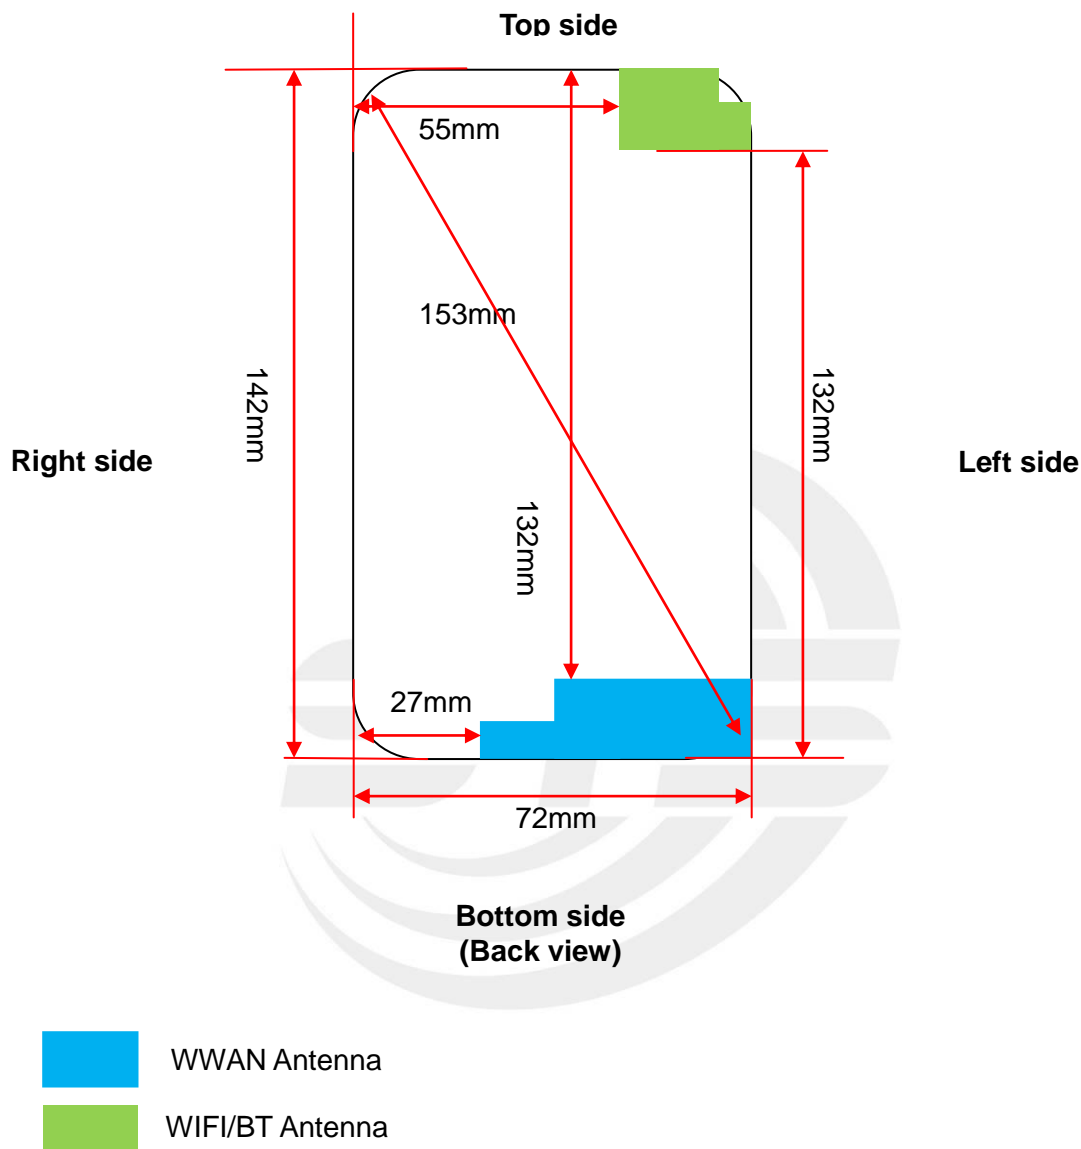 Top side
55mm
153mm
142mm
132mm
Right side
Left side
132mm
27mm
72mm
Bottom side
(Back view)
WWAN Antenna
WIFI/BT Antenna